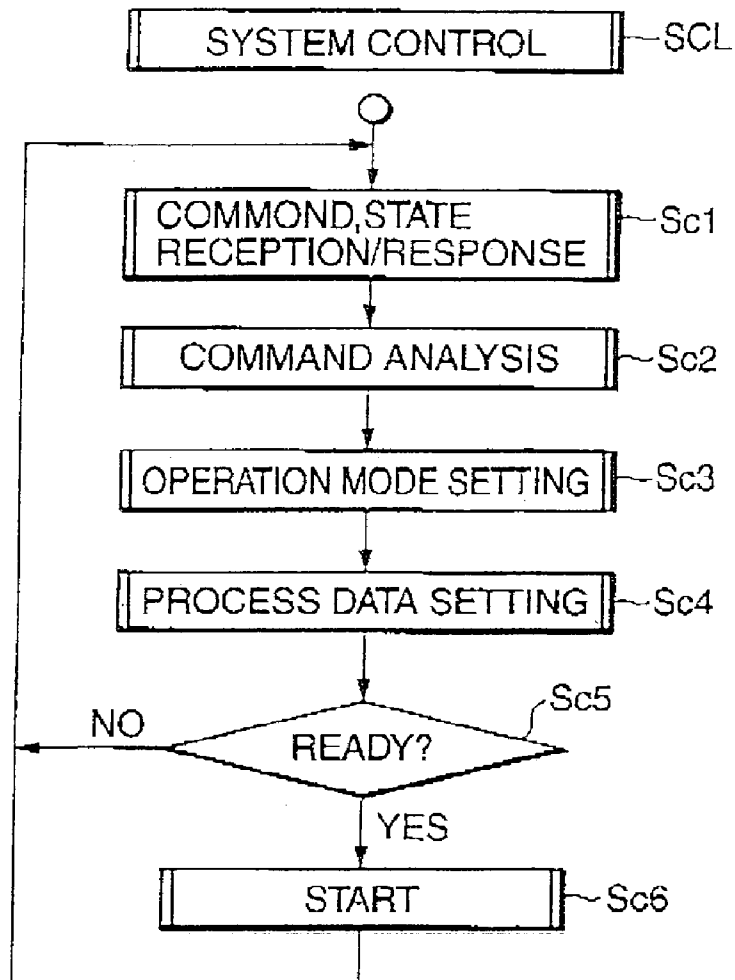 SYSTEM CONTROL
SCL
COMMOND,STATE
RECEPTION/RESPONSE
Sc1
COMMAND ANALYSIS
Sc2
OPERATION MODE SETTING
Sc3
PROCESS DATA SETTING
Sc4
Sc5
NO
READY?
YES
START
Sc6